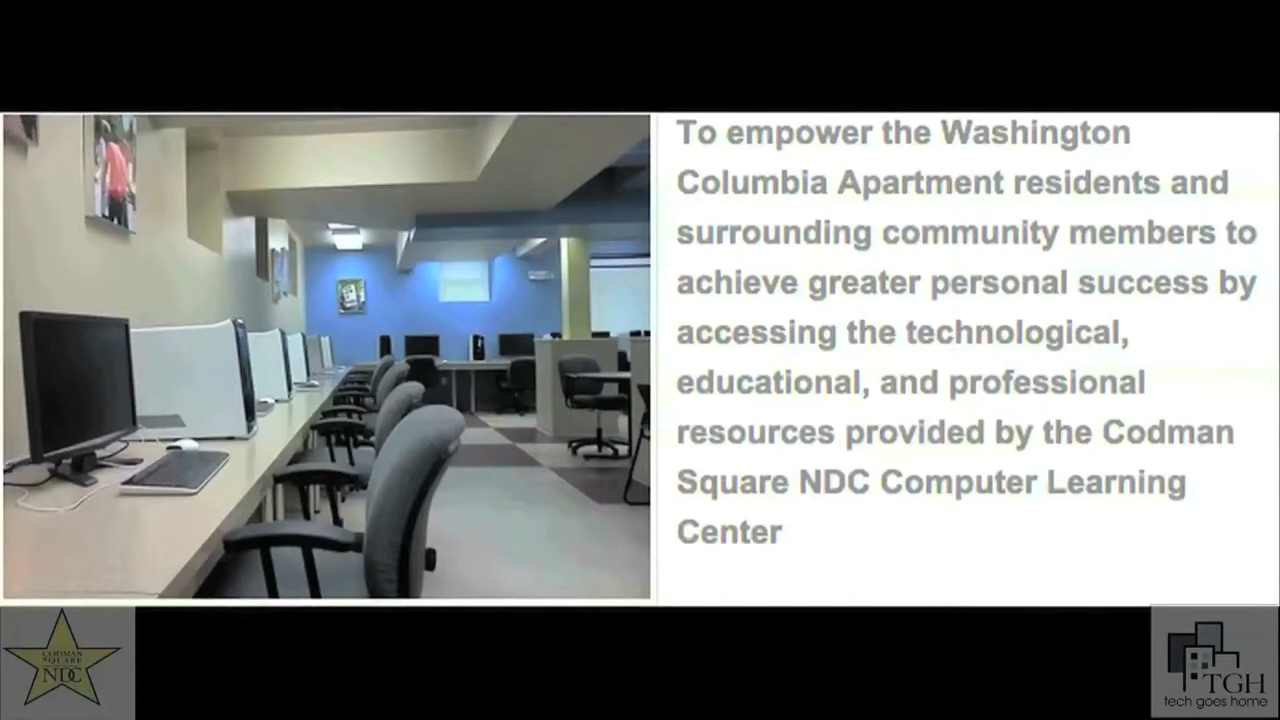 To empower the Washington
Columbia Apartment residents and
surrounding community members to
achieve greater personal success by
accessing the technological,
educational, and professional
resources provided by the Codman
Square NDC Computer Learning
Center
CODMAN
SQUARE
NDC
TGH
tech goes home